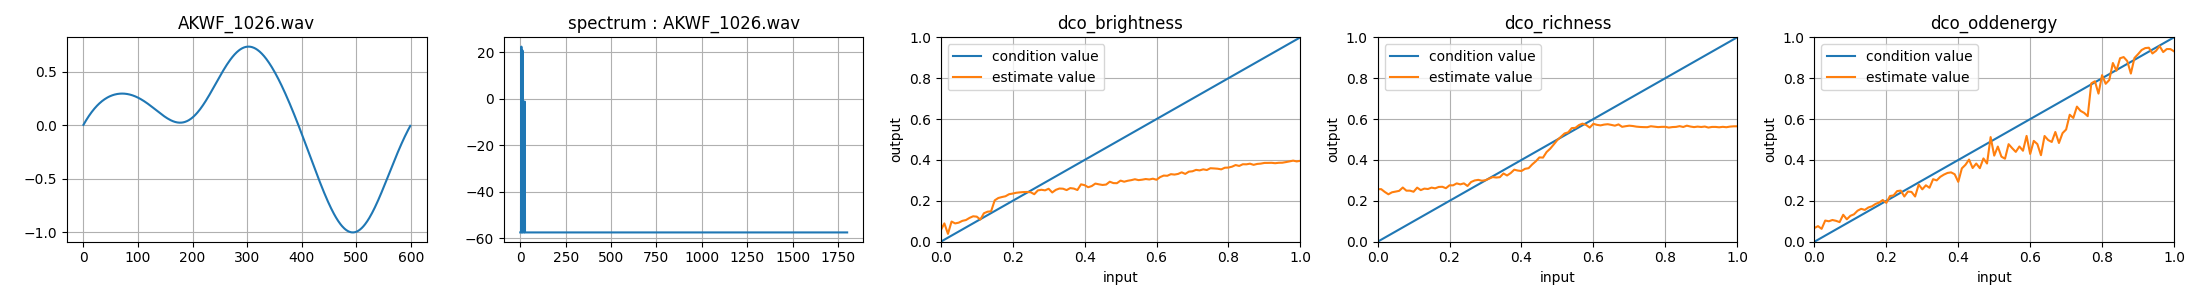 AKWF_1026.wav
0.5
0.0
−0.5
−1.0
0 100 200 300 400 500 600
spectrum : AKWF_1026.wav
20
0
−20
−40
−60
0 250 500 750 1000 1250 1500 1750
dco_brightness
condition value
estimate value
output
1.0
0.8
0.6
0.4
0.2
0.0
0.0 0.2 0.4 0.6 0.8 1.0
input
dco_richness
condition value
estimate value
output
1.0
0.8
0.6
0.4
0.2
0.0
0.0 0.2 0.4 0.6 0.8 1.0
input
dco_oddenergy
condition value
estimate value
output
1.0
0.8
0.6
0.4
0.2
0.0
0.0 0.2 0.4 0.6 0.8 1.0
input